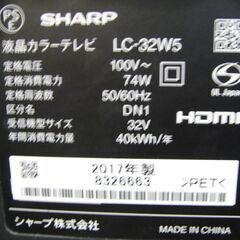 PS
E
SHARP
液晶カラーテレビ LC-32W5
定格電圧 100V~
定格消費電力 74W
定格周波数 50/60Hz
区分名 DN1
受信機型サイズ 32V
年間消費電力量 40kWh/年
HDMI
2017年製
8326663
>PET<
シャープ株式会社
MADE IN CHINA